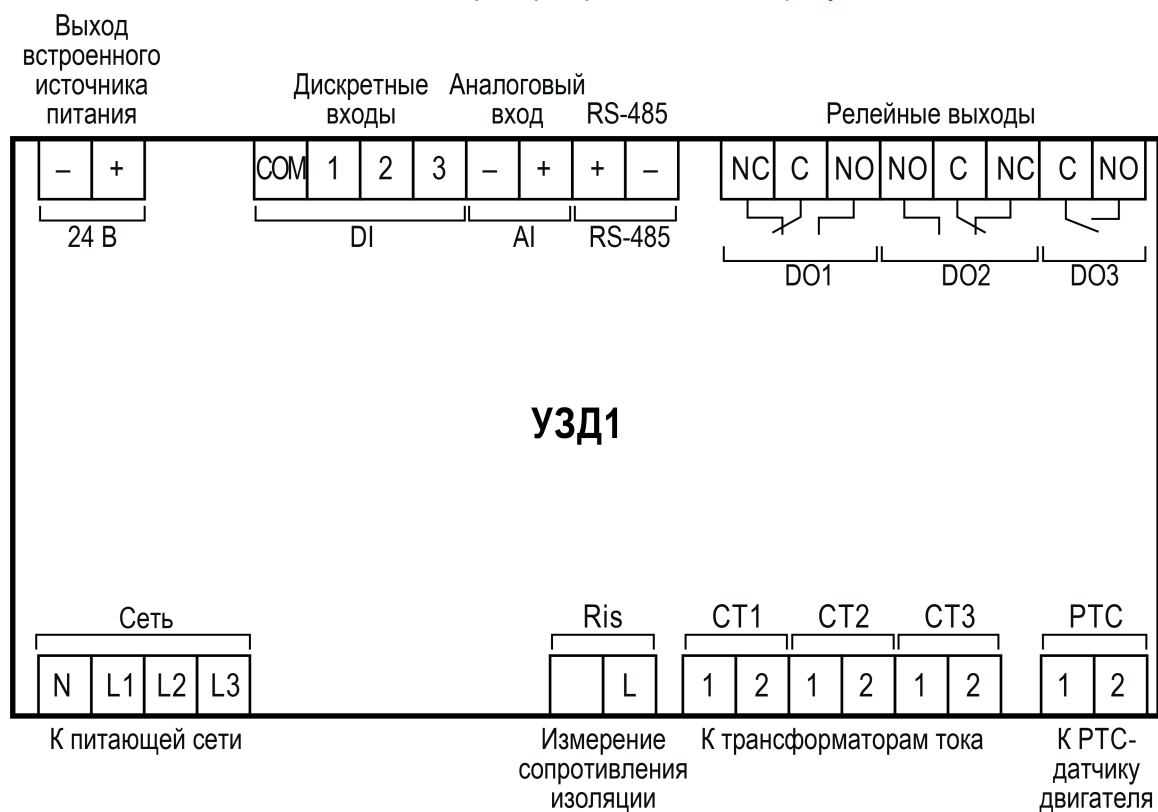 Выход
встроенного
источника
питания
Дискретные
входы
Аналоговый
вход
RS-485
Релейные выходы
– + COM 1 2 3 – + + – NC C NO NO C NC C NO
24 В DI AI RS-485
DO1 DO2 DO3
УЗД1
Сеть Ris CT1 CT2 CT3 PTC
N L1 L2 L3 L 1 2 1 2 1 2 1 2
К питающей сети
Измерение
сопротивления
изоляции
К трансформаторам тока
К РТС-
датчику
двигателя